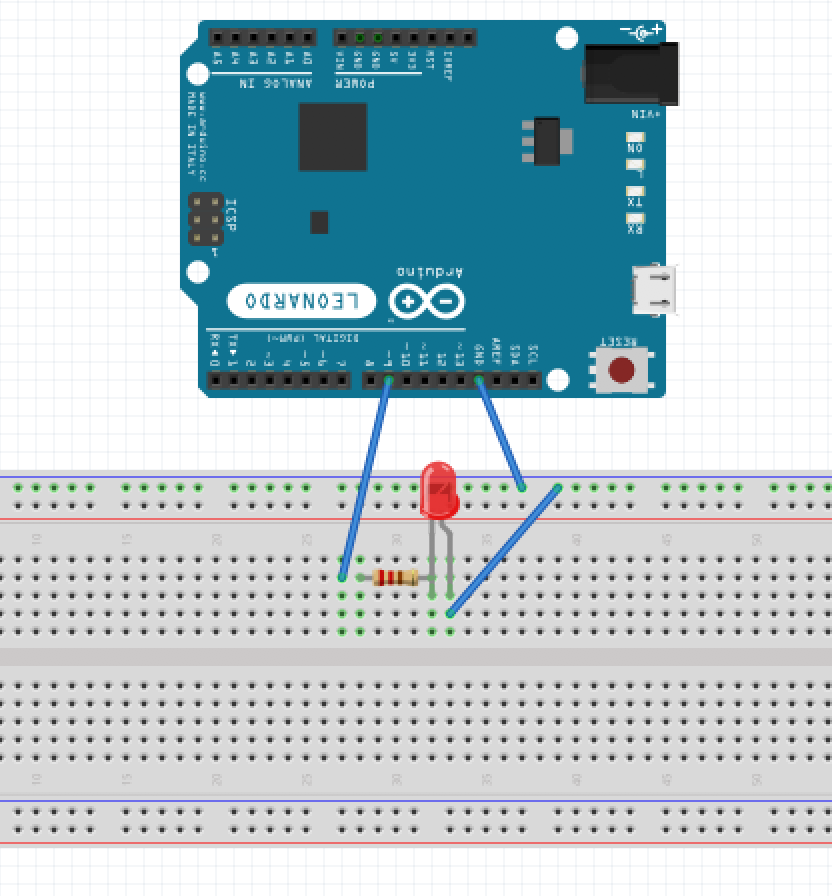 A5 A4 A3 A2 A1 A0
VIN GND GND 5V 3V3 RST IOREF
ANALOG IN
POWER
+VIN
www.arduino.cc
MADE IN ITALY
ON
L
TX
RX
ICSP
1
Arduino
LEONARDO
DIGITAL (PWM~)
RX◄0 TX►1 2 ~3 4 ~5 ~6 7 8 ~9 ~10 ~11 12 ~13 GND AREF SDA SCL
RESET
10 15 20 25 30 35 40 45 50
10 15 20 25 30 35 40 45 50